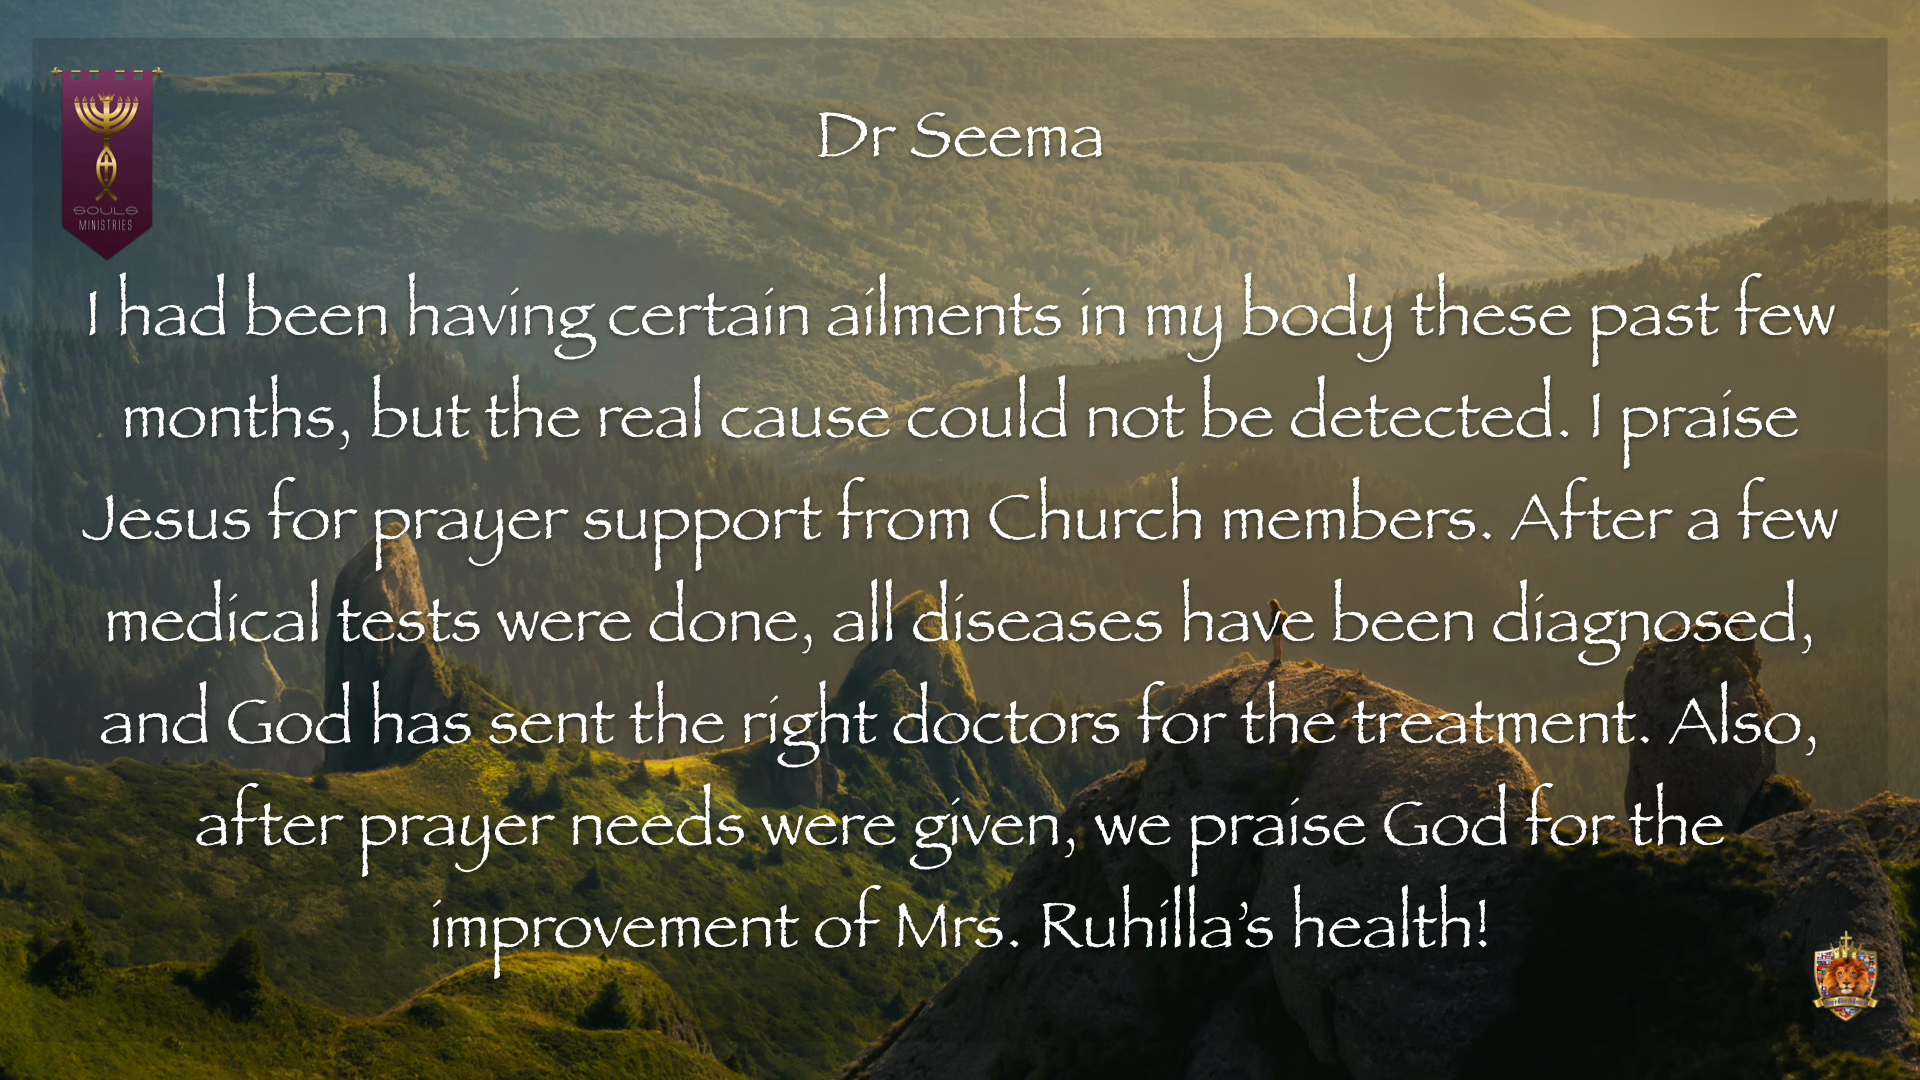 SOULS
MINISTRIES
Dr Seema
I had been having certain ailments in my body these past few
months, but the real cause could not be detected. I praise
Jesus for prayer support from Church members. After a few
medical tests were done, all diseases have been diagnosed,
and God has sent the right doctors for the treatment. Also,
after prayer needs were given, we praise God for the
improvement of Mrs. Ruhilla’s health!